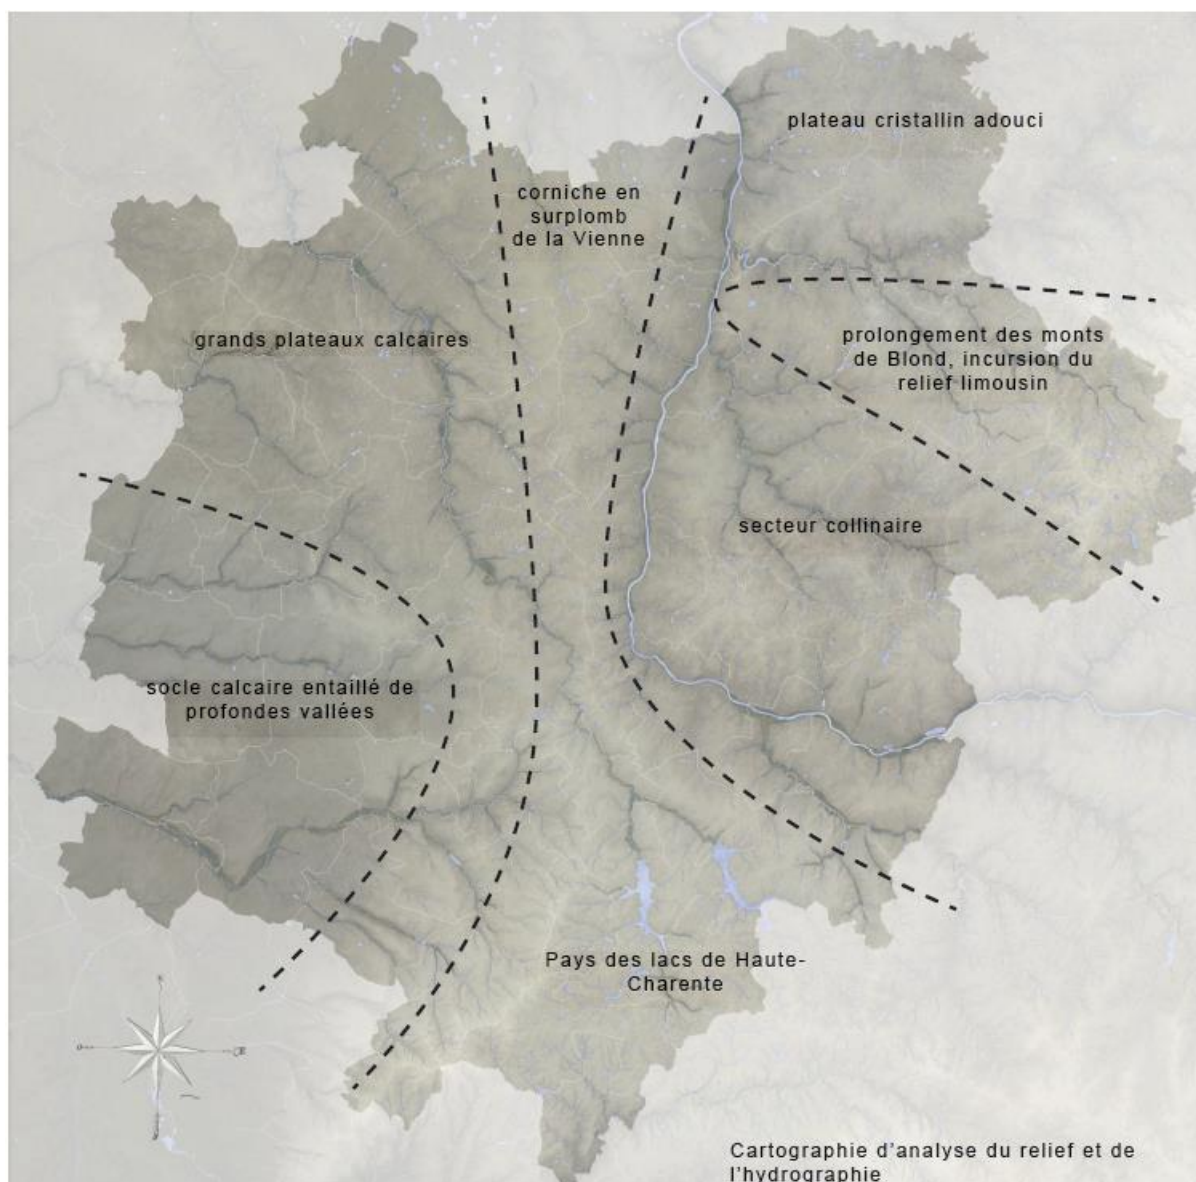 plateau cristallin adouci
corniche en
surplomb
de la Vienne
grands plateaux calcaires
prolongement des monts
de Blond, incursion du
relief limousin
secteur collinaire
socle calcaire entaillé de
profondes vallées
Pays des lacs de Haute-
Charente
Cartographie d'analyse du relief et de
l'hydrographie